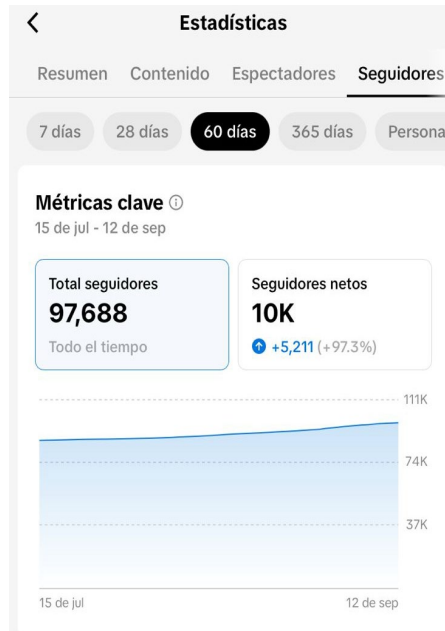 Estadísticas
Resumen Contenido Espectadores Seguidores
7 días 28 días 60 días 365 días Persona
Métricas clave
15 de jul - 12 de sep
Total seguidores
97,688
Todo el tiempo
Seguidores netos
10K
+5,211 (+97.3%)
111K
74K
37K
15 de jul 12 de sep